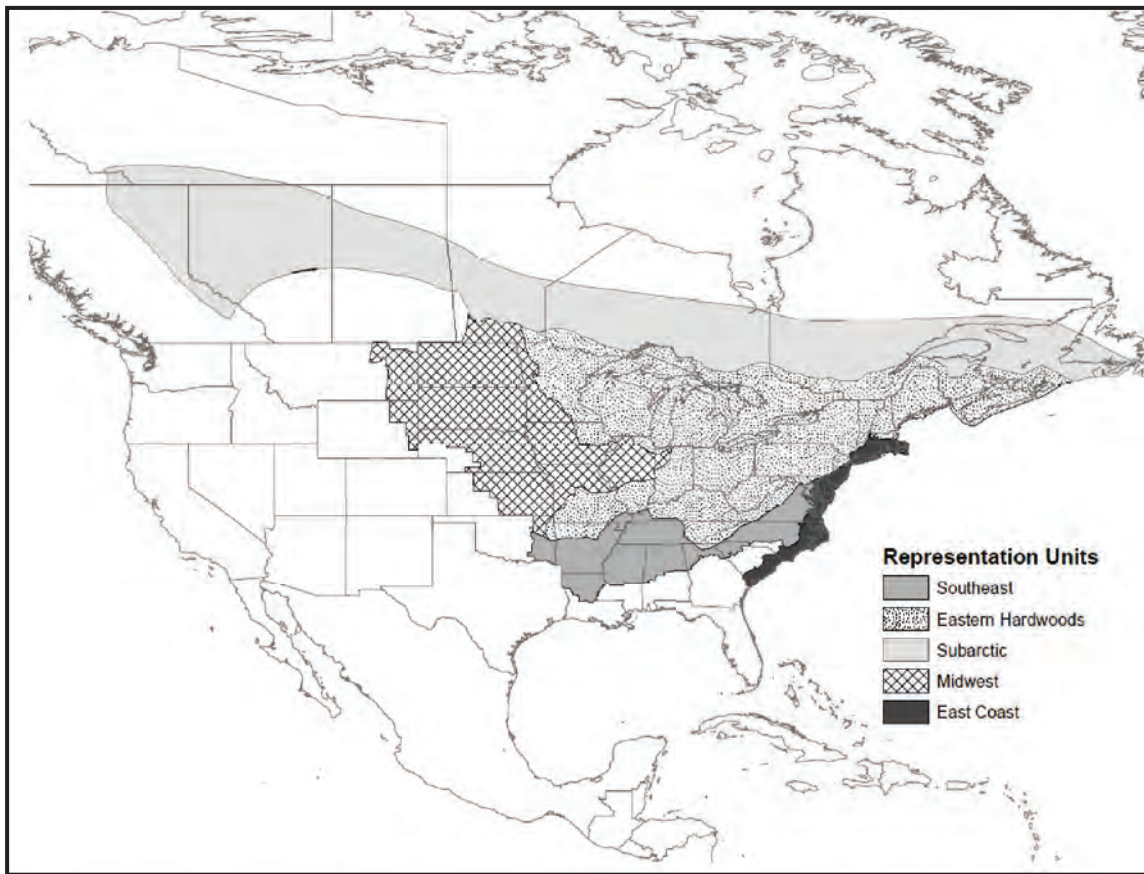 Representation Units
Southeast
Eastern Hardwoods
Subarctic
Midwest
East Coast